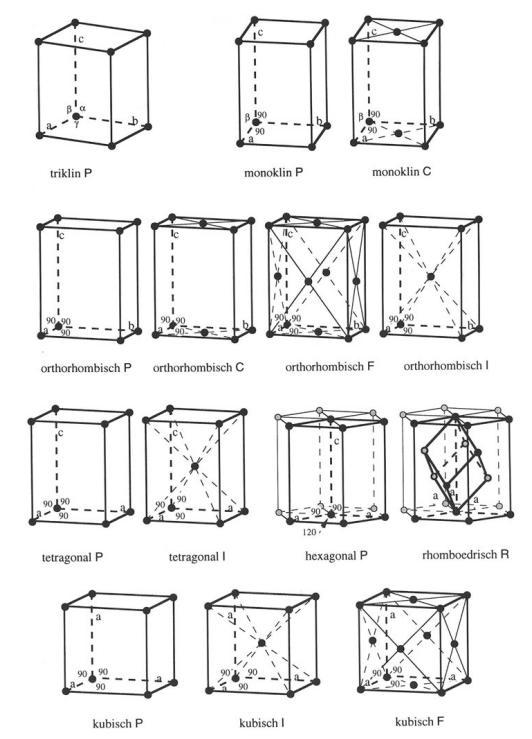 c
β α
γ
a b
triklin P
c
β 90
90
a b
monoklin P
c
β 90
90
a b
monoklin C
c
90 90
90
a b
orthorhombisch P
c
90 90
90
a b
orthorhombisch C
c
90 90
90
a b
orthorhombisch F
c
90 90
90
a b
orthorhombisch I
c
90 90
90
a a
tetragonal P
c
90 90
90
a a
tetragonal I
c
90 90
a a
120
hexagonal P
a
a a
rhomboedrisch R
a
90 90
90
a a
kubisch P
a
90 90
90
a a
kubisch I
a
90 90
90
a a
kubisch F